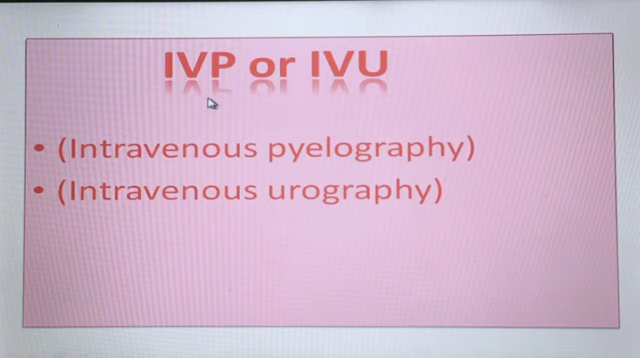 IVP or IVU
• (Intravenous pyelography)
• (Intravenous urography)